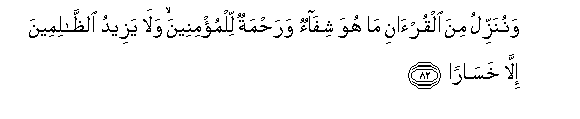 وَنُنَزِّلُ مِنَ ٱلْقُرْءَانِ مَا هُوَ شِفَآءٌ وَرَحْمَةٌ لِّلْمُؤْمِنِينَ ۙ وَلَا يَزِيدُ ٱلظَّـٰلِمِينَ
إِلَّا خَسَارًا ٨٢